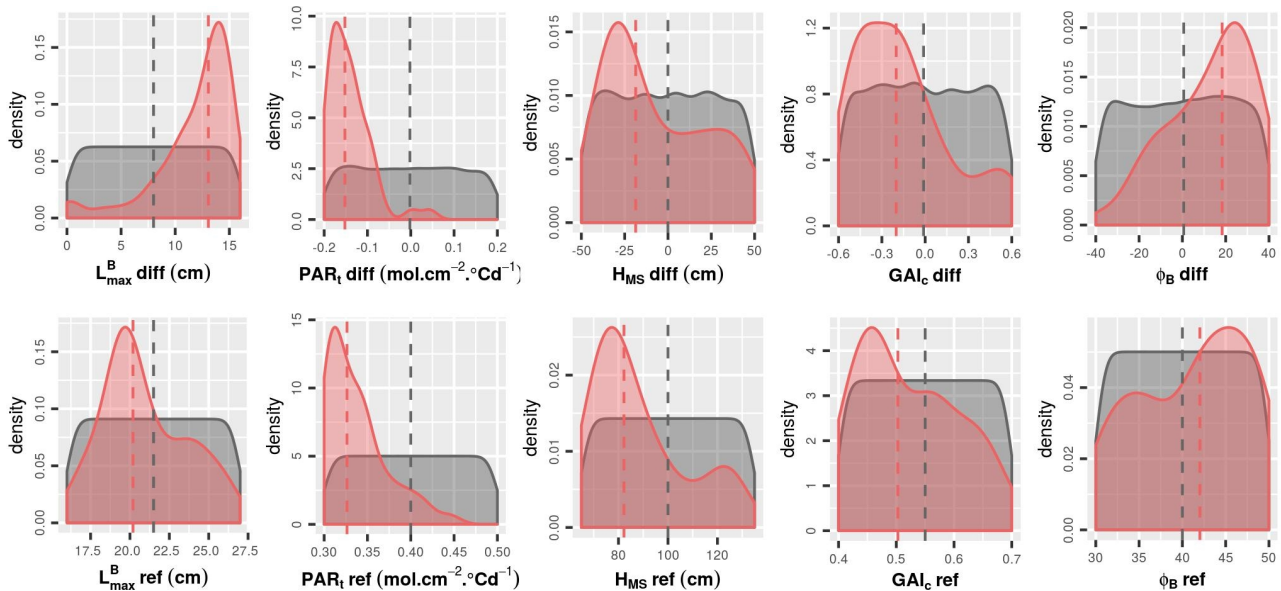 density
0.00 0.05 0.10 0.15
0 5 10 15
L^B_max diff (cm)
density
0.0 2.5 5.0 7.5 10.0
-0.2 -0.1 0.0 0.1 0.2
PAR_t diff (mol.cm^-2.°Cd^-1)
density
0.000 0.005 0.010 0.015
-50 -25 0 25 50
H_MS diff (cm)
density
0.0 0.4 0.8 1.2
-0.6 -0.3 0.0 0.3 0.6
GAI_c diff
density
0.000 0.005 0.010 0.015 0.020
-40 -20 0 20 40
ϕ_B diff
density
0.00 0.05 0.10 0.15
17.5 20.0 22.5 25.0 27.5
L^B_max ref (cm)
density
0 5 10 15
0.30 0.35 0.40 0.45 0.50
PAR_t ref (mol.cm^-2.°Cd^-1)
density
0.00 0.01 0.02
80 100 120
H_MS ref (cm)
density
0 1 2 3 4
0.4 0.5 0.6 0.7
GAI_c ref
density
0.00 0.02 0.04
30 35 40 45 50
ϕ_B ref